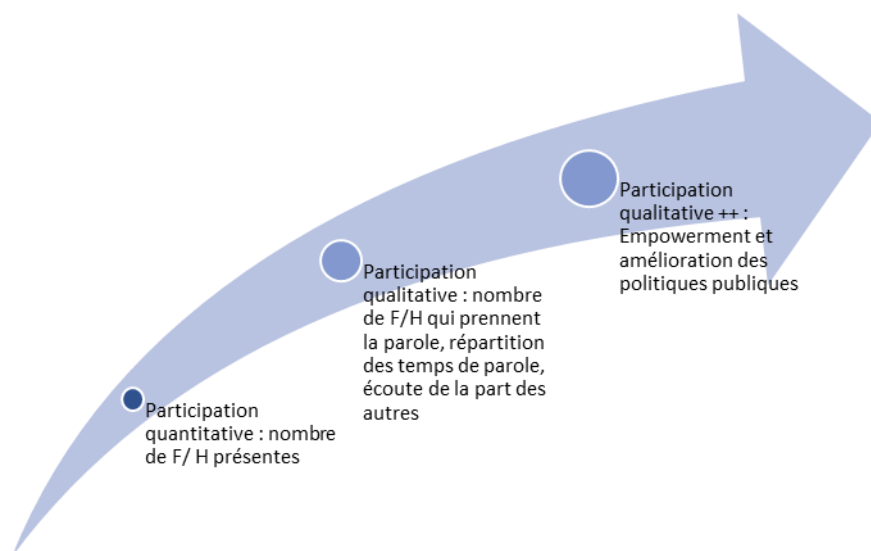 Participation
qualitative ++ :
Empowerment et
amélioration des
politiques publiques
Participation
qualitative : nombre
de F/H qui prennent
la parole, répartition
des temps de parole,
écoute de la part des
autres
Participation
quantitative : nombre
de F/ H présentes